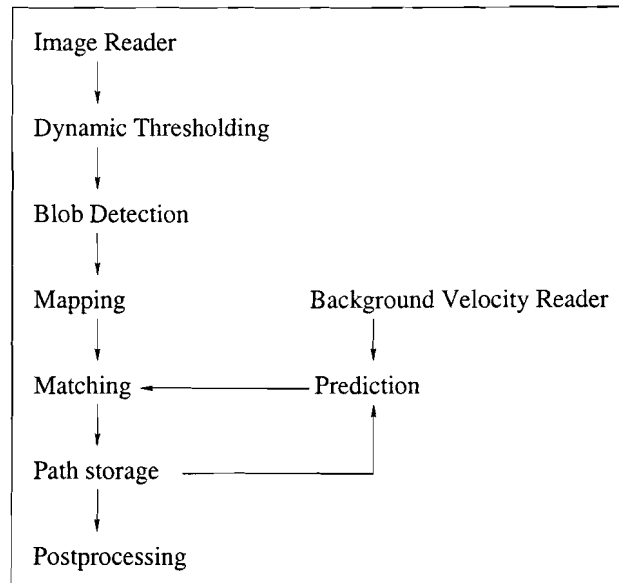 Image Reader
Dynamic Thresholding
Blob Detection
Mapping
Background Velocity Reader
Matching
Prediction
Path storage
Postprocessing